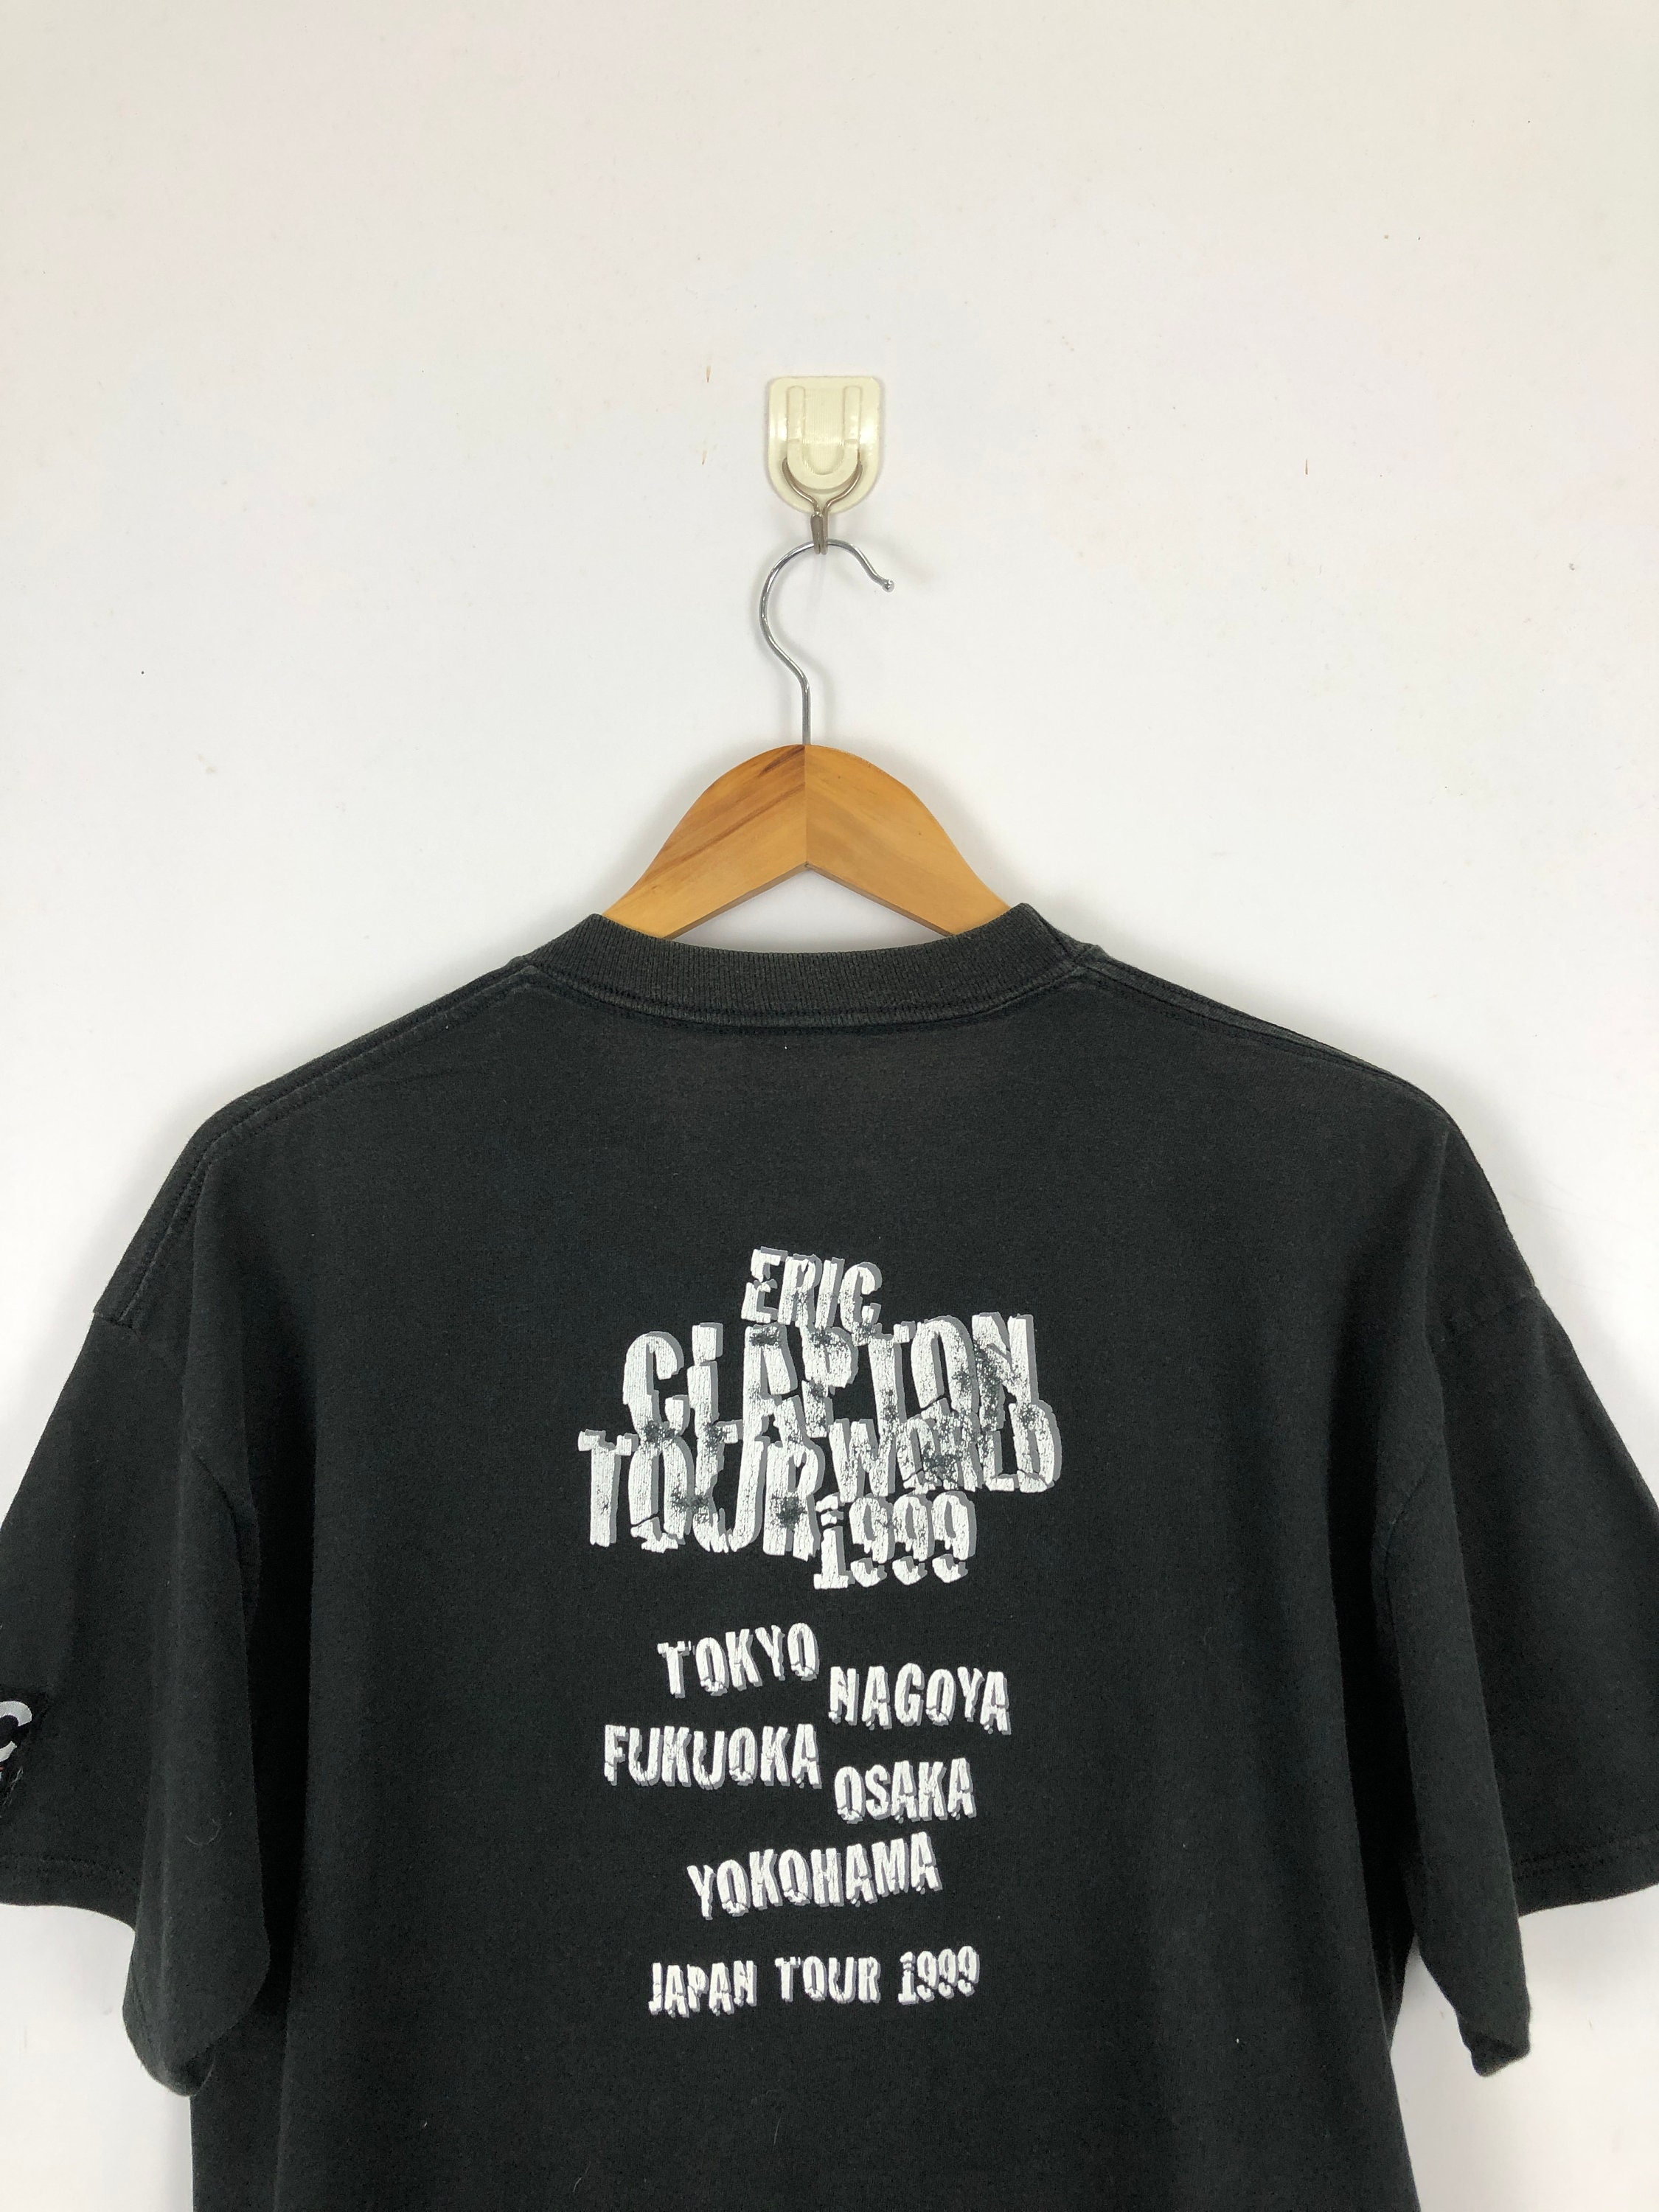 ERIC
CLAPTON
TOUR WORLD
1999
TOKYO
NAGOYA
FUKUOKA
OSAKA
YOKOHAMA
JAPAN TOUR 1999